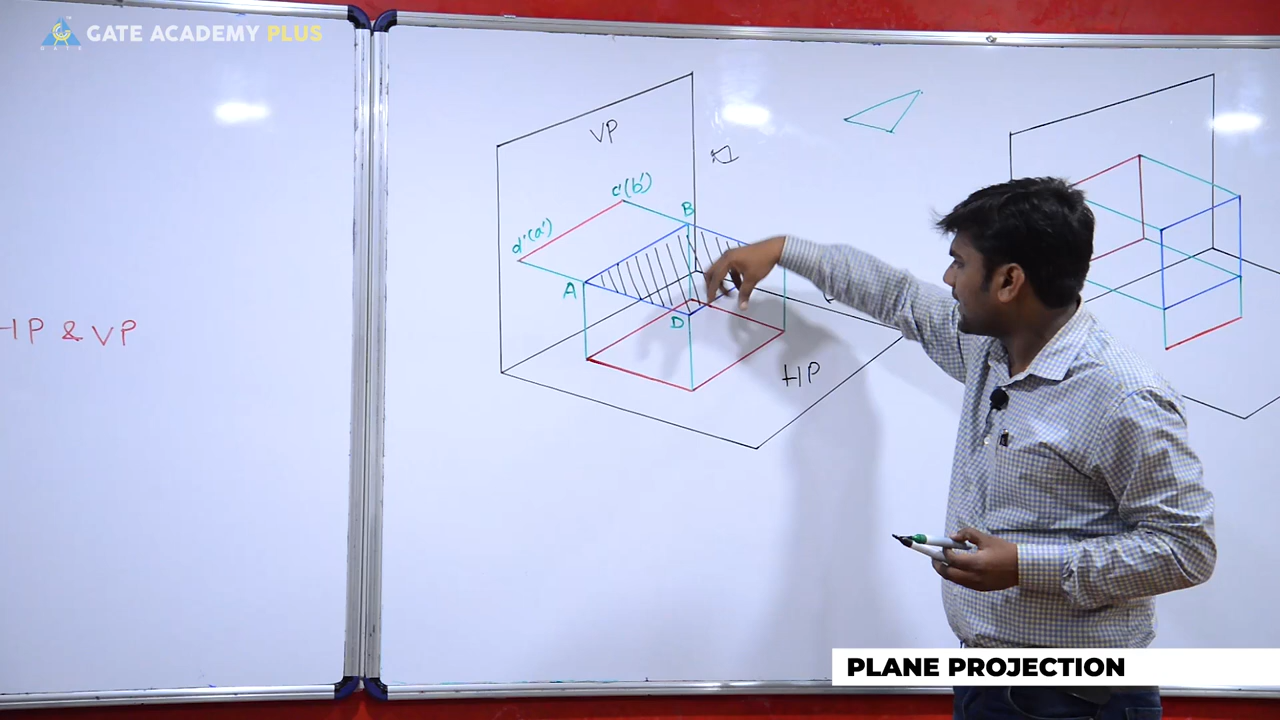 GATE ACADEMY PLUS
HP & VP
VP
c'(b')
d'(a')
B
A
D
HP
PLANE PROJECTION